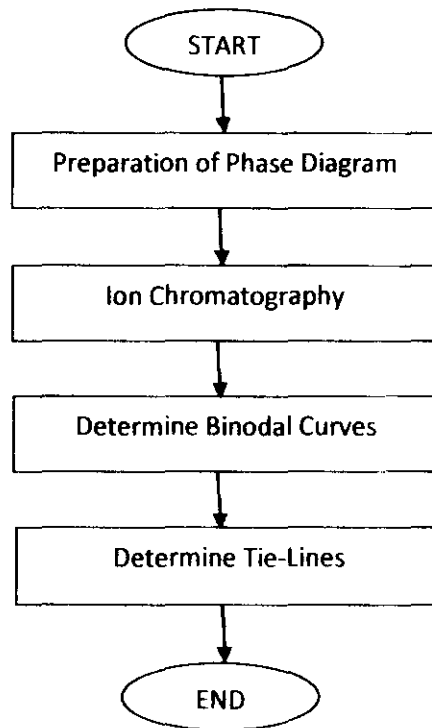 START
Preparation of Phase Diagram
Ion Chromatography
Determine Binodal Curves
Determine Tie-Lines
END